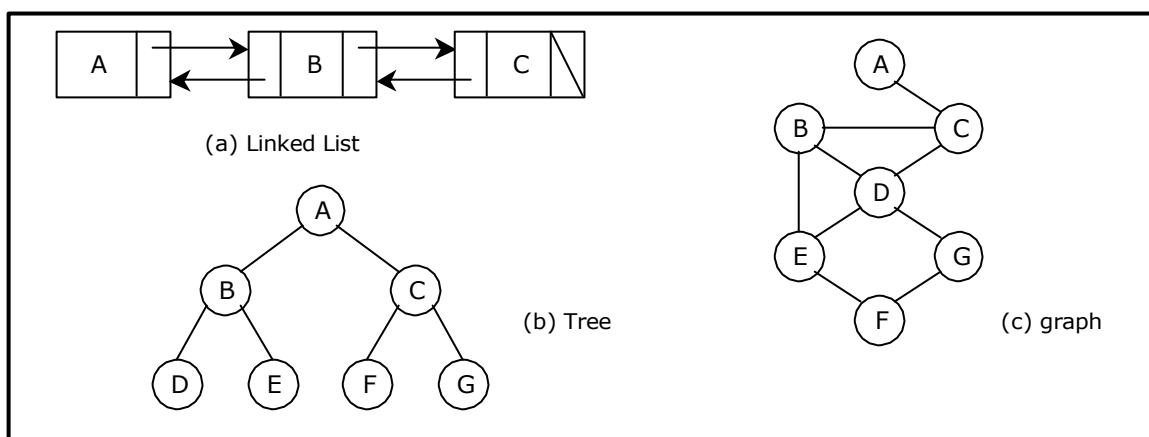 A B C
(a) Linked List
A
B C
D E F G
(b) Tree
A
B C
D
E G
F
(c) graph